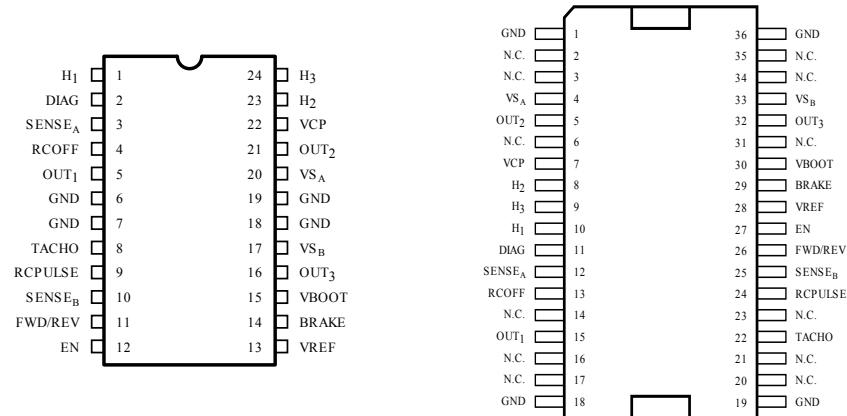 H1 1 24 H3
DIAG 2 23 H2
SENSEA 3 22 VCP
RCOFF 4 21 OUT2
OUT1 5 20 VSA
GND 6 19 GND
GND 7 18 GND
TACHO 8 17 VSB
RCPULSE 9 16 OUT3
SENSEB 10 15 VBOOT
FWD/REV 11 14 BRAKE
EN 12 13 VREF
GND 1 36 GND
N.C. 2 35 N.C.
N.C. 3 34 N.C.
VSA 4 33 VSB
OUT2 5 32 OUT3
N.C. 6 31 N.C.
VCP 7 30 VBOOT
H2 8 29 BRAKE
H3 9 28 VREF
H1 10 27 EN
DIAG 11 26 FWD/REV
SENSEA 12 25 SENSEB
RCOFF 13 24 RCPULSE
N.C. 14 23 N.C.
OUT1 15 22 TACHO
N.C. 16 21 N.C.
N.C. 17 20 N.C.
GND 18 19 GND